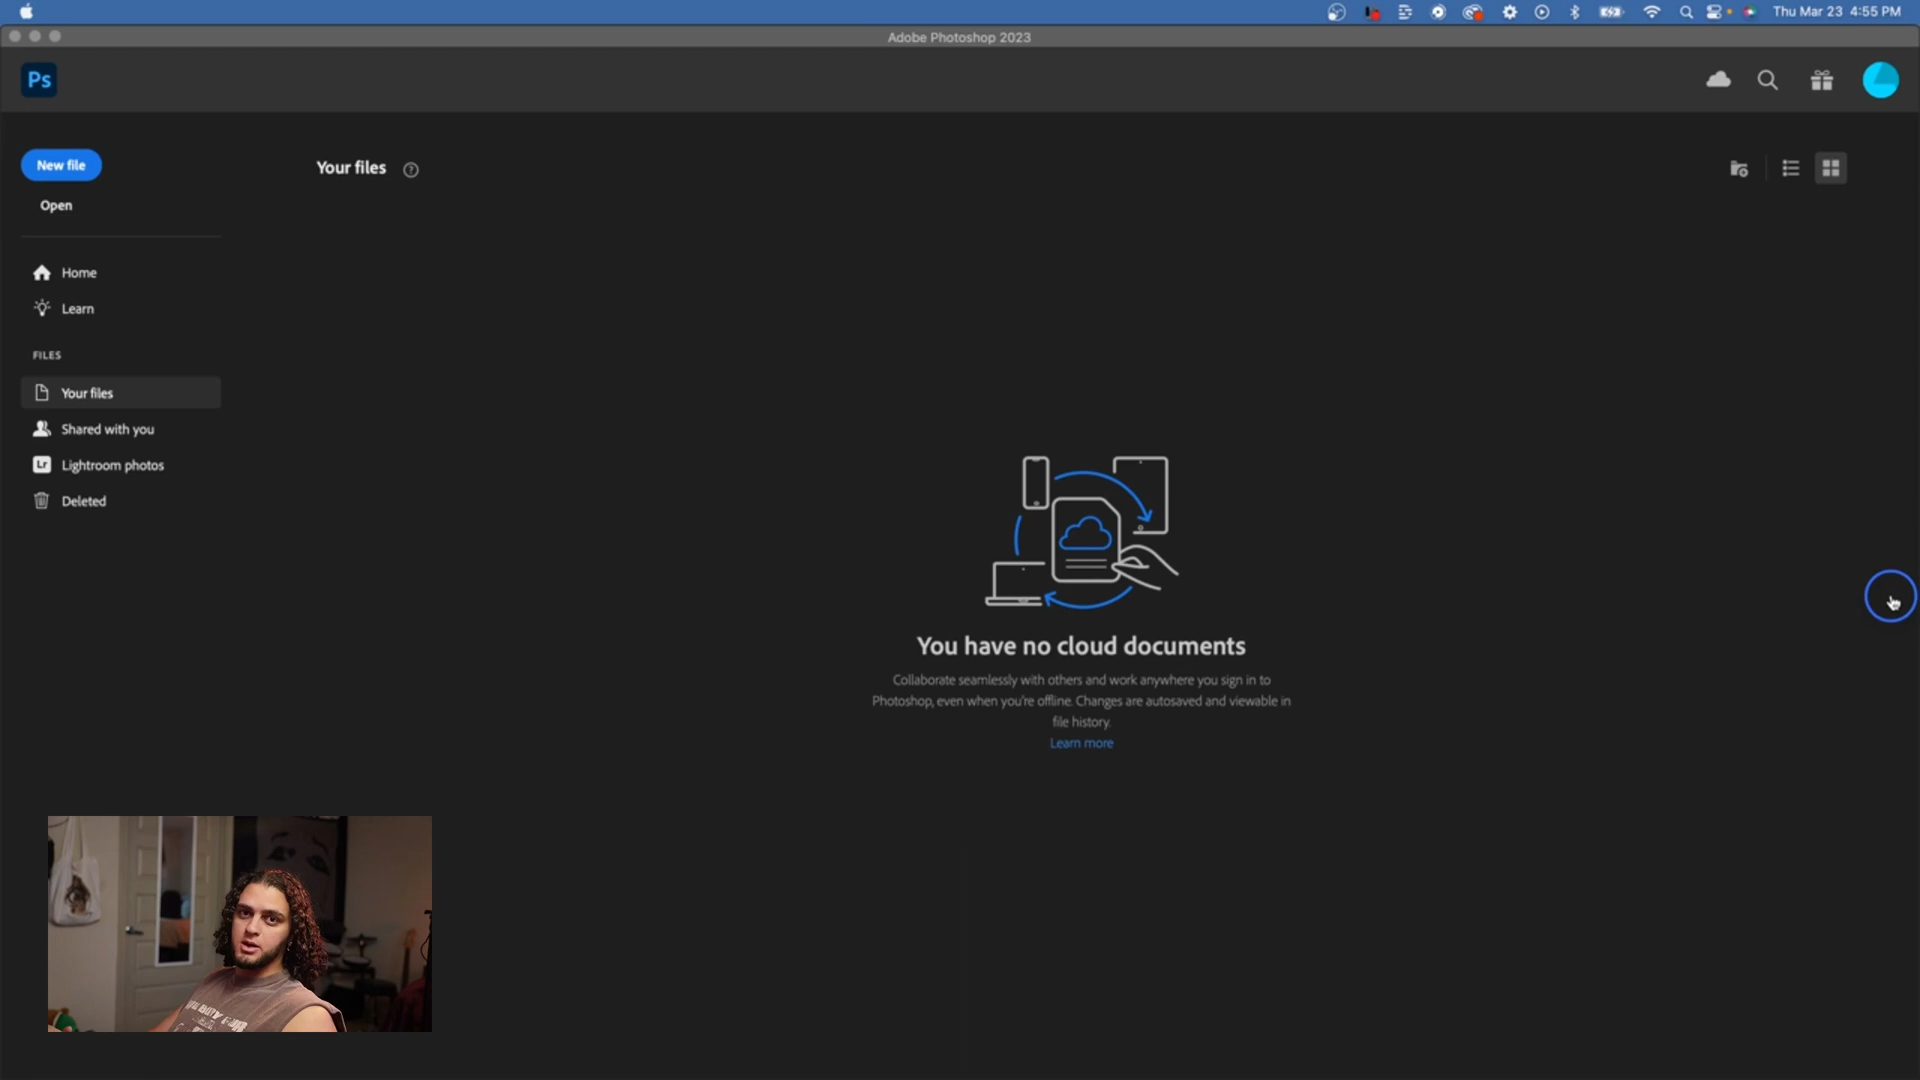 Thu Mar 23 4:55 PM
Adobe Photoshop 2023
Ps
New file
Your files
Open
Home
Learn
FILES
Your files
Shared with you
Lr Lightroom photos
Deleted
You have no cloud documents
Collaborate seamlessly with others and work anywhere you sign in to
Photoshop, even when you're offline. Changes are autosaved and viewable in
file history.
Learn more